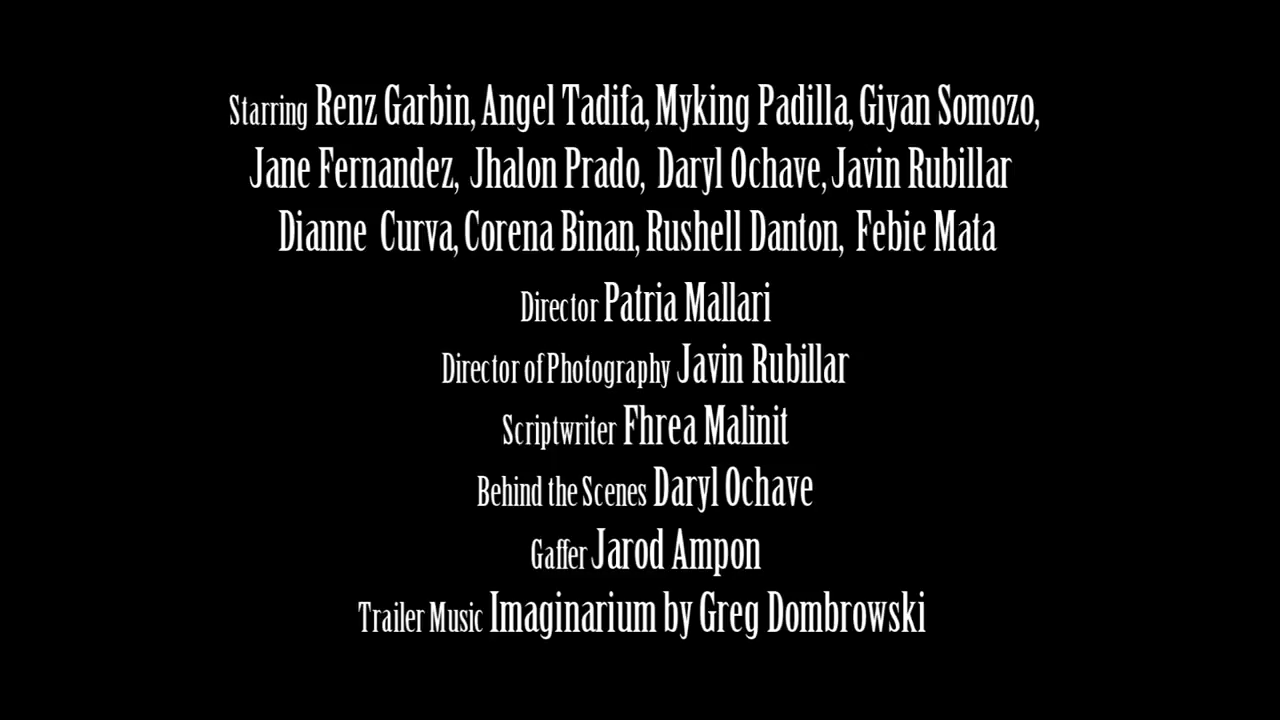 Starring Renz Garbin, Angel Tadifa, Myking Padilla, Giyan Somozo,
Jane Fernandez, Jhalon Prado, Daryl Ochave, Javin Rubillar
Dianne Curva, Corena Binan, Rushell Danton, Febie Mata
Director Patria Mallari
Director of Photography Javin Rubillar
Scriptwriter Fhrea Malinit
Behind the Scenes Daryl Ochave
Gaffer Jarod Ampon
Trailer Music Imaginarium by Greg Dombrowski